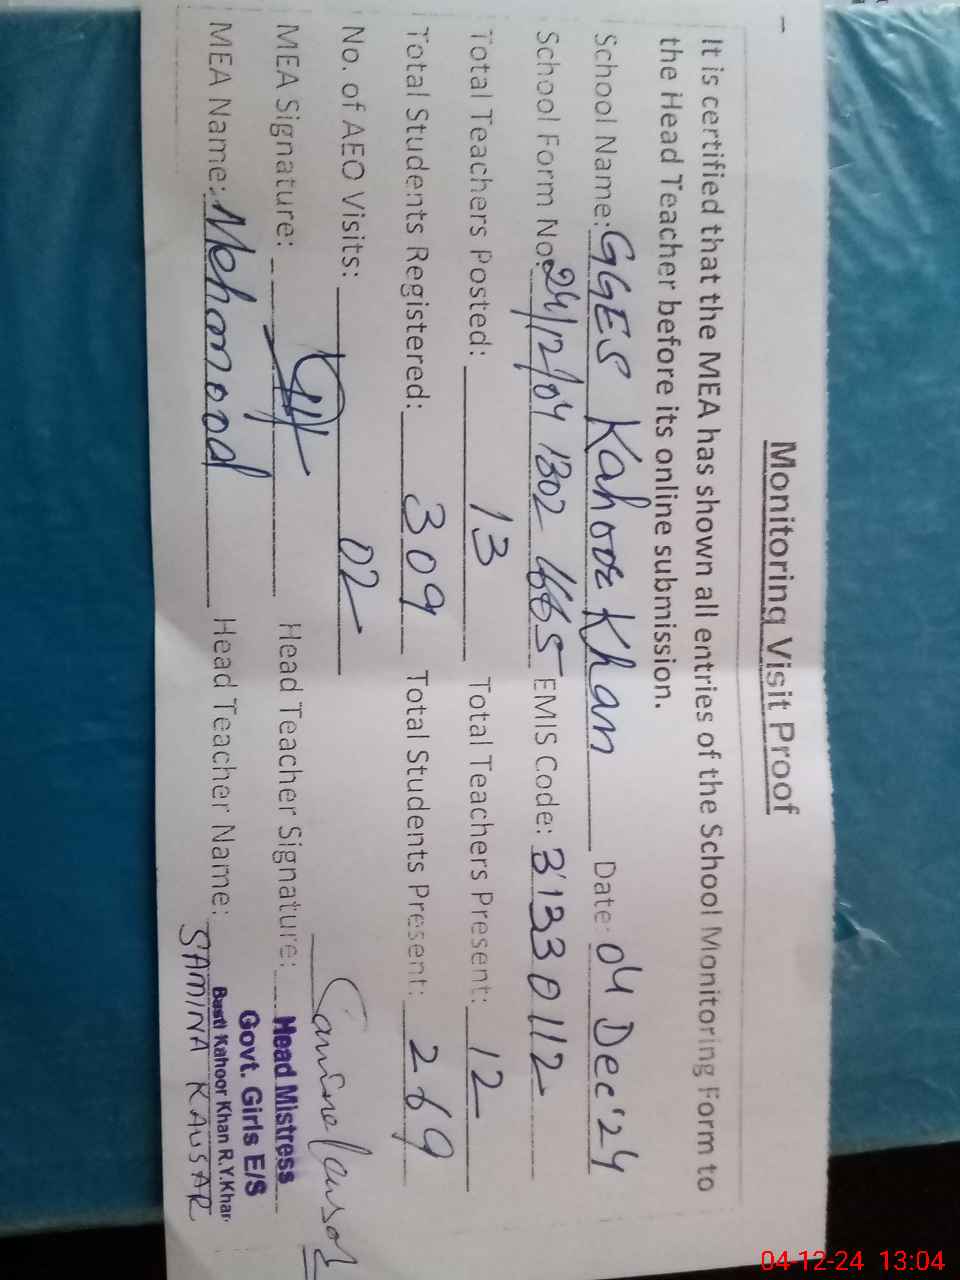 Monitoring Visit Proof
It is certified that the MEA has shown all entries of the School Monitoring Form to
the Head Teacher before its online submission.
School Name: GGES Kahoor Khan Date: 04 Dec'24
School Form No: 24/12/04 1302 1665 EMIS Code: 31330112
Total Teachers Posted: 13 Total Teachers Present: 12
Total Students Registered: 309 Total Students Present: 269
No. of AEO Visits: 02
MEA Signature: Head Teacher Signature:
Head Mistress
Govt. Girls E/S
Basti Kahoor Khan R.Y.Khan
MEA Name: Mehmood Head Teacher Name: SAMINA KAUSAR
04-12-24 13:04